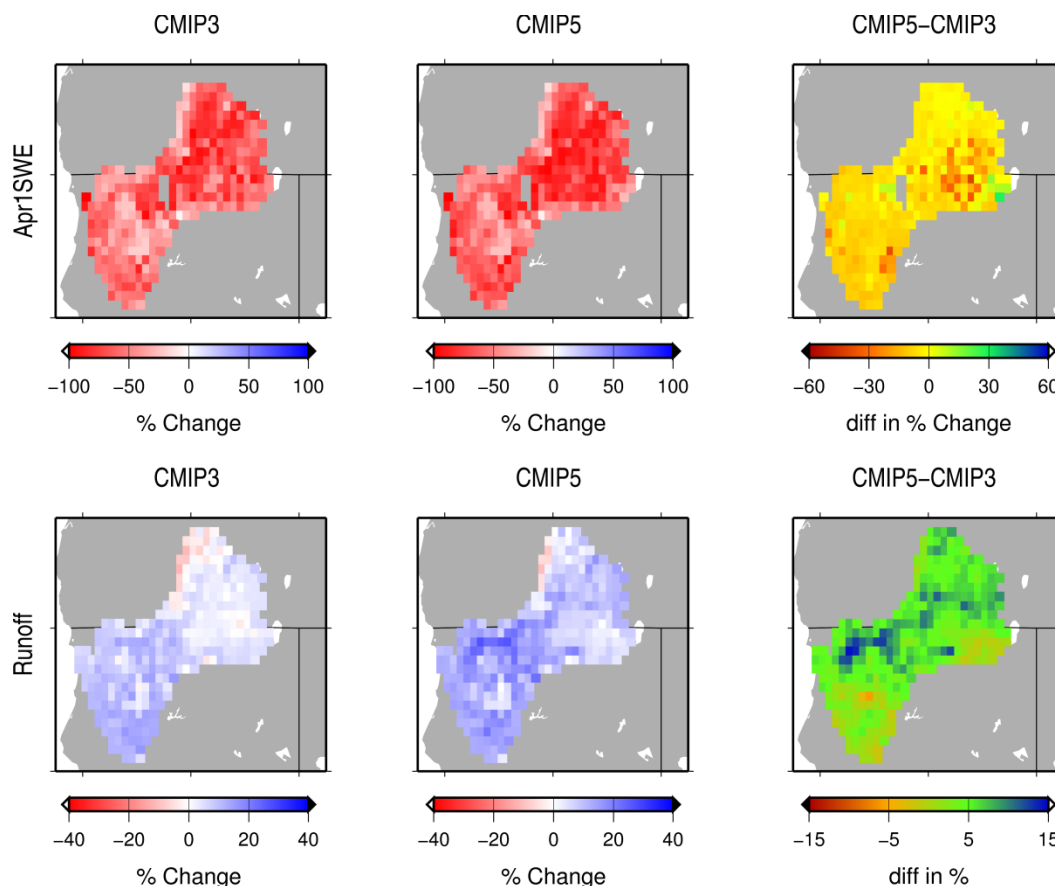 CMIP3
CMIP5
CMIP5−CMIP3
Apr1SWE
−100 −50 0 50 100
−100 −50 0 50 100
−60 −30 0 30 60
% Change
% Change
diff in % Change
CMIP3
CMIP5
CMIP5−CMIP3
Runoff
−40 −20 0 20 40
−40 −20 0 20 40
−15 −5 5 15
% Change
% Change
diff in %